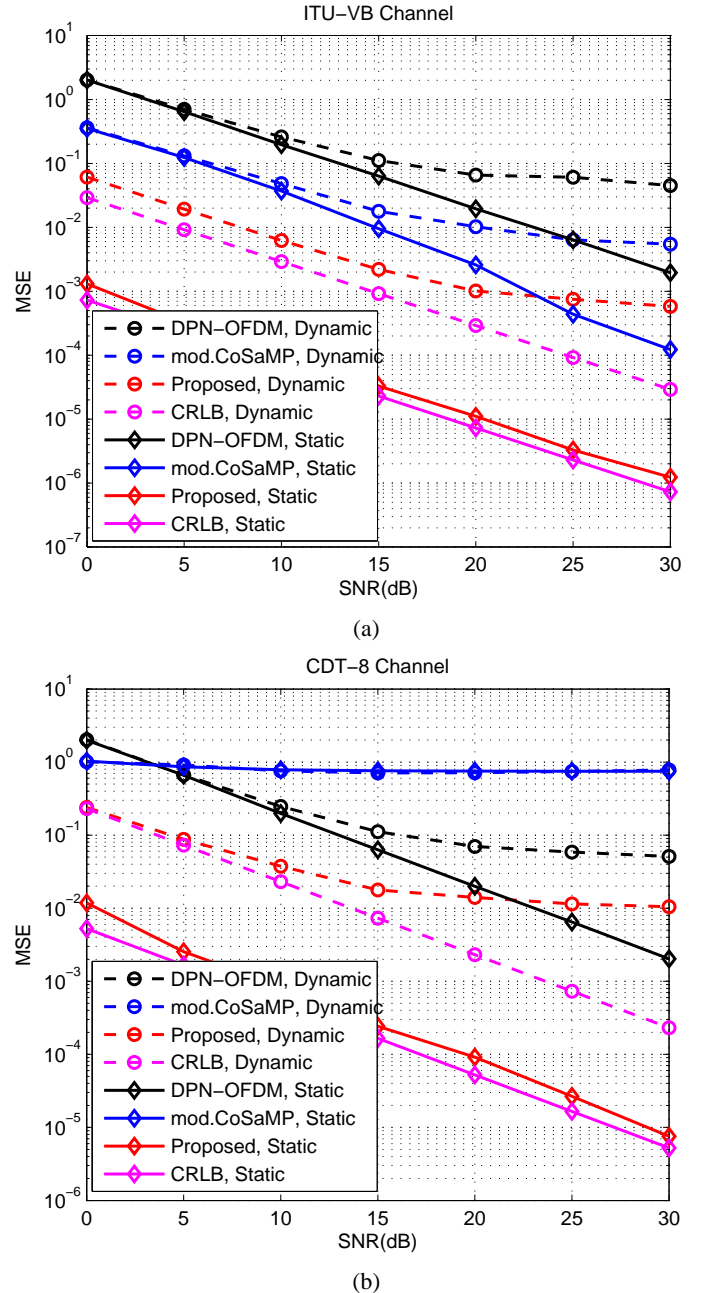 ITU−VB Channel
10^1
10^0
10^−1
10^−2
10^−3
10^−4
10^−5
10^−6
10^−7
MSE
DPN−OFDM, Dynamic
mod.CoSaMP, Dynamic
Proposed, Dynamic
CRLB, Dynamic
DPN−OFDM, Static
mod.CoSaMP, Static
Proposed, Static
CRLB, Static
0 5 10 15 20 25 30
SNR(dB)
(a)
CDT−8 Channel
10^1
10^0
10^−1
10^−2
10^−3
10^−4
10^−5
10^−6
MSE
DPN−OFDM, Dynamic
mod.CoSaMP, Dynamic
Proposed, Dynamic
CRLB, Dynamic
DPN−OFDM, Static
mod.CoSaMP, Static
Proposed, Static
CRLB, Static
0 5 10 15 20 25 30
SNR(dB)
(b)